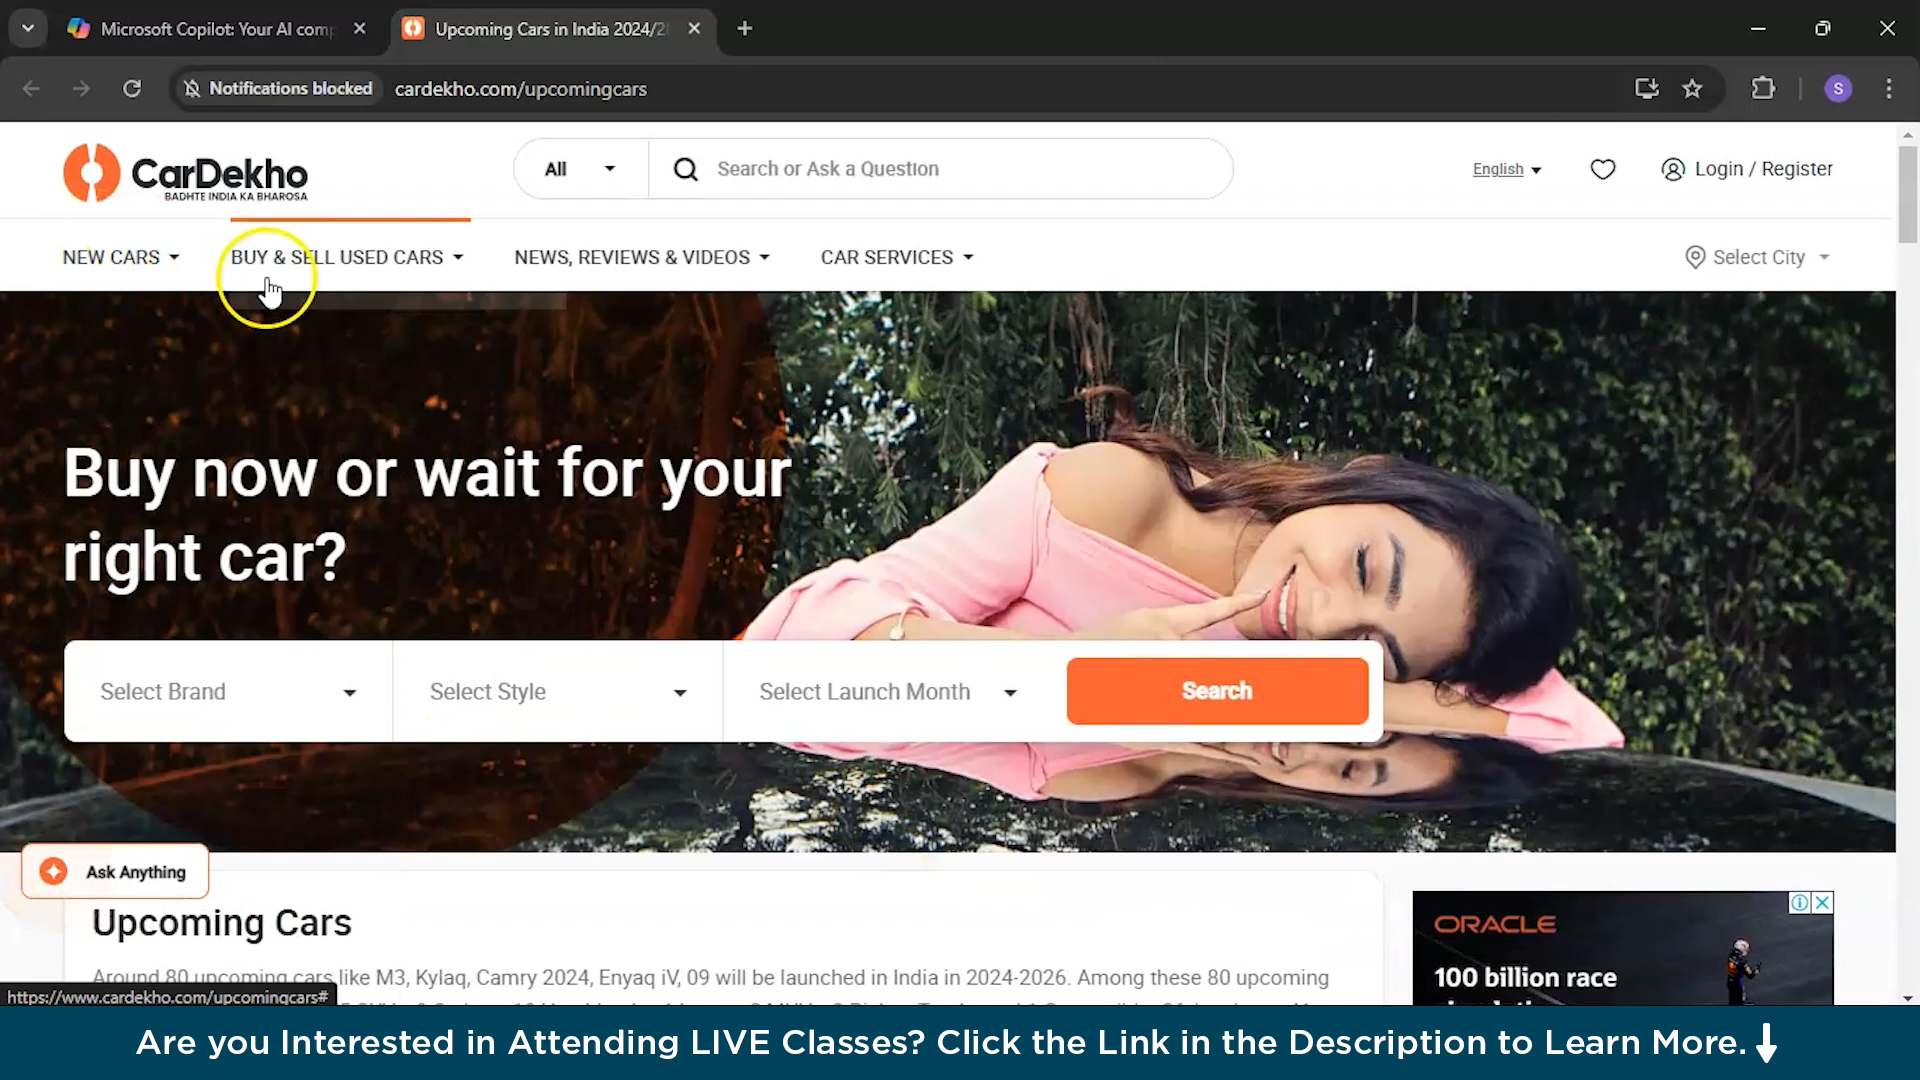 Microsoft Copilot: Your AI comp
Upcoming Cars in India 2024/2
Notifications blocked
cardekho.com/upcomingcars
S
CarDekho
BADHTE INDIA KA BHAROSA
All
Search or Ask a Question
English
Login / Register
NEW CARS
BUY & SELL USED CARS
NEWS, REVIEWS & VIDEOS
CAR SERVICES
Select City
Buy now or wait for your
right car?
Select Brand
Select Style
Select Launch Month
Search
Ask Anything
Upcoming Cars
Around 80 upcoming cars like M3, Kylaq, Camry 2024, Enyaq iV, 09 will be launched in India in 2024-2026. Among these 80 upcoming
ORACLE
100 billion race
https://www.cardekho.com/upcomingcars#
Are you Interested in Attending LIVE Classes? Click the Link in the Description to Learn More.